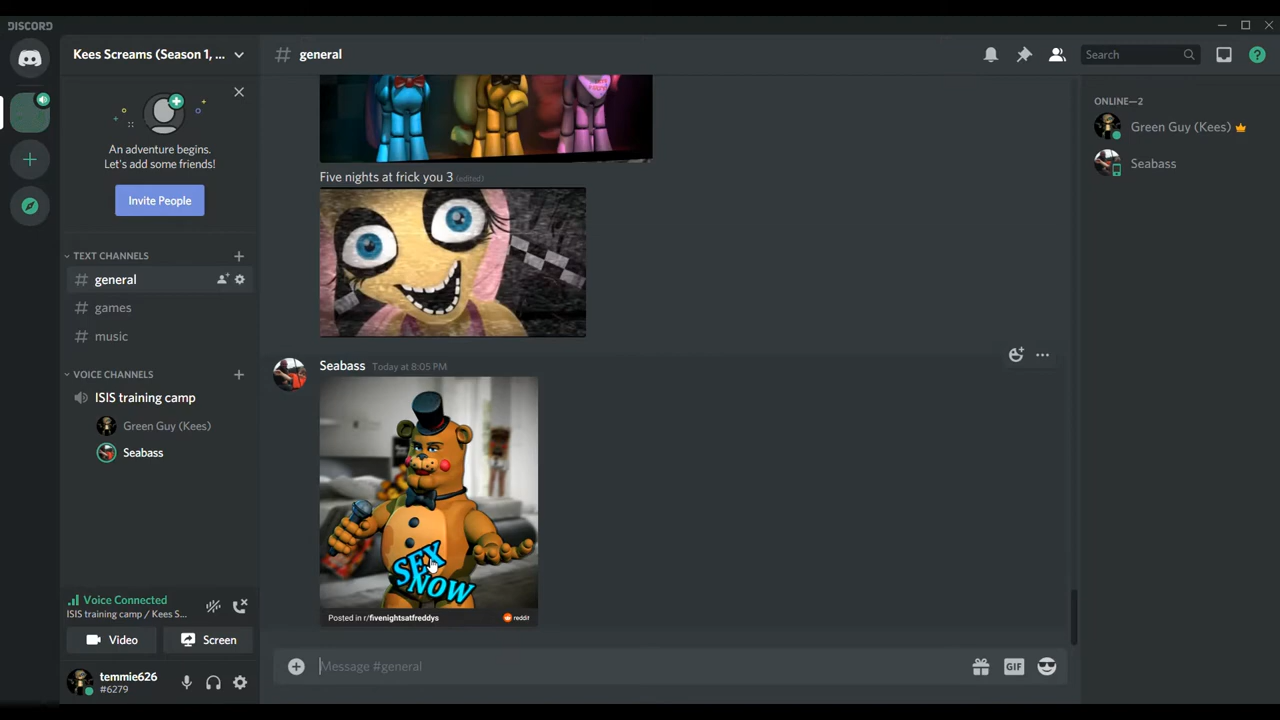 DISCORD
Kees Screams (Season 1, ...
general
Search
An adventure begins.
Let's add some friends!
Invite People
TEXT CHANNELS
general
games
music
VOICE CHANNELS
ISIS training camp
Green Guy (Kees)
Seabass
Voice Connected
ISIS training camp / Kees S...
Video
Screen
temmie626
#6279
Five nights at frick you 3 (edited)
Seabass Today at 8:05 PM
SEX
NOW
Posted in r/fivenightsatfreddys
reddit
Message #general
GIF
ONLINE—2
Green Guy (Kees)
Seabass